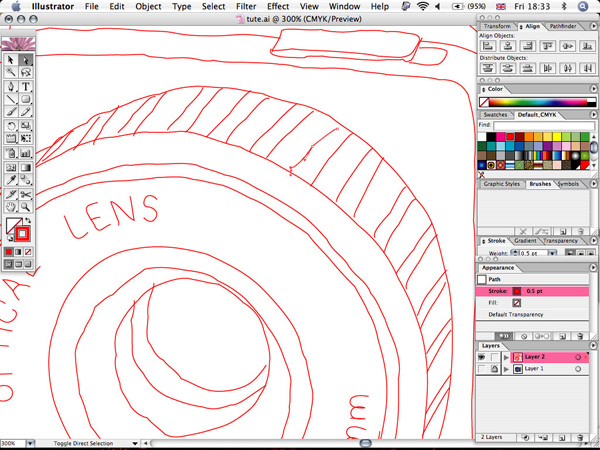 Illustrator File Edit Object Type Select Filter Effect View Window Help (95%) Fri 18:33
tute.ai @ 300% (CMYK/Preview)
Transform Align Pathfinder
Align Objects:
Distribute Objects:
Color
Swatches Default_CMYK
Find:
Graphic Styles Brushes Symbols
Stroke Gradient Transparency
Weight: 0.5 pt
Appearance
Path
Stroke: 0.5 pt
Fill:
Default Transparency
Layers
Layer 2
Layer 1
2 Layers
LENS
mm
300% Toggle Direct Selection